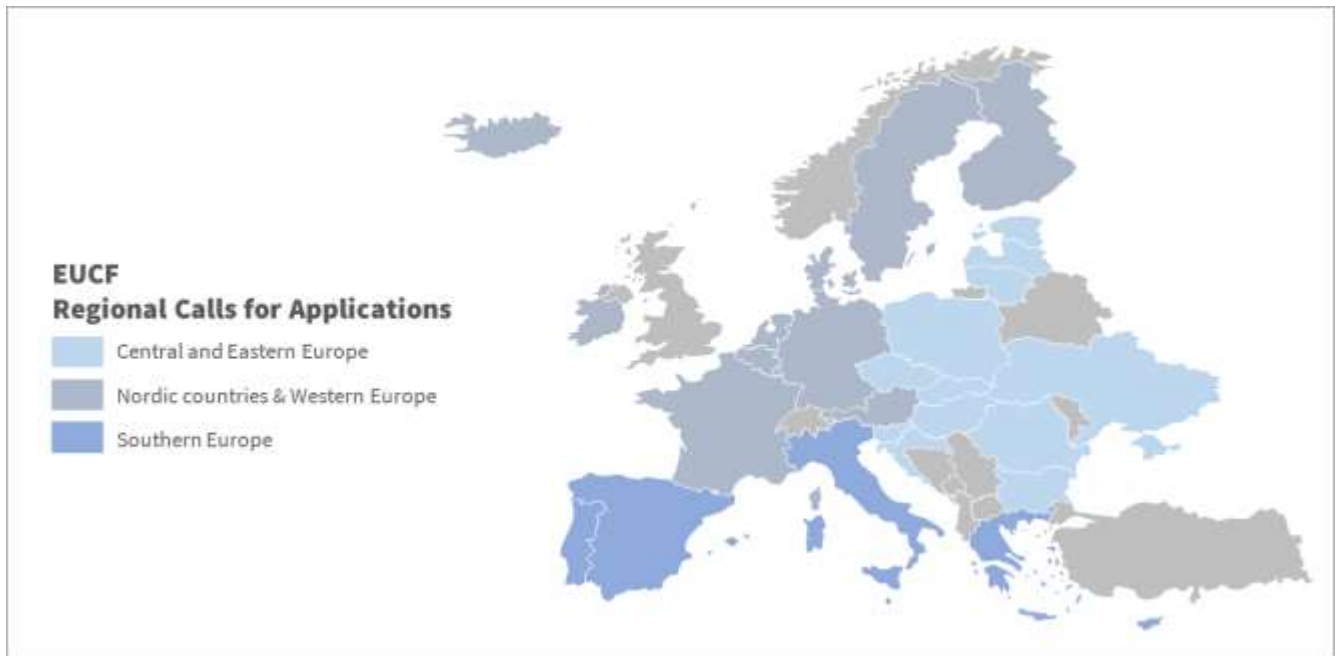 EUCF
Regional Calls for Applications
Central and Eastern Europe
Nordic countries & Western Europe
Southern Europe